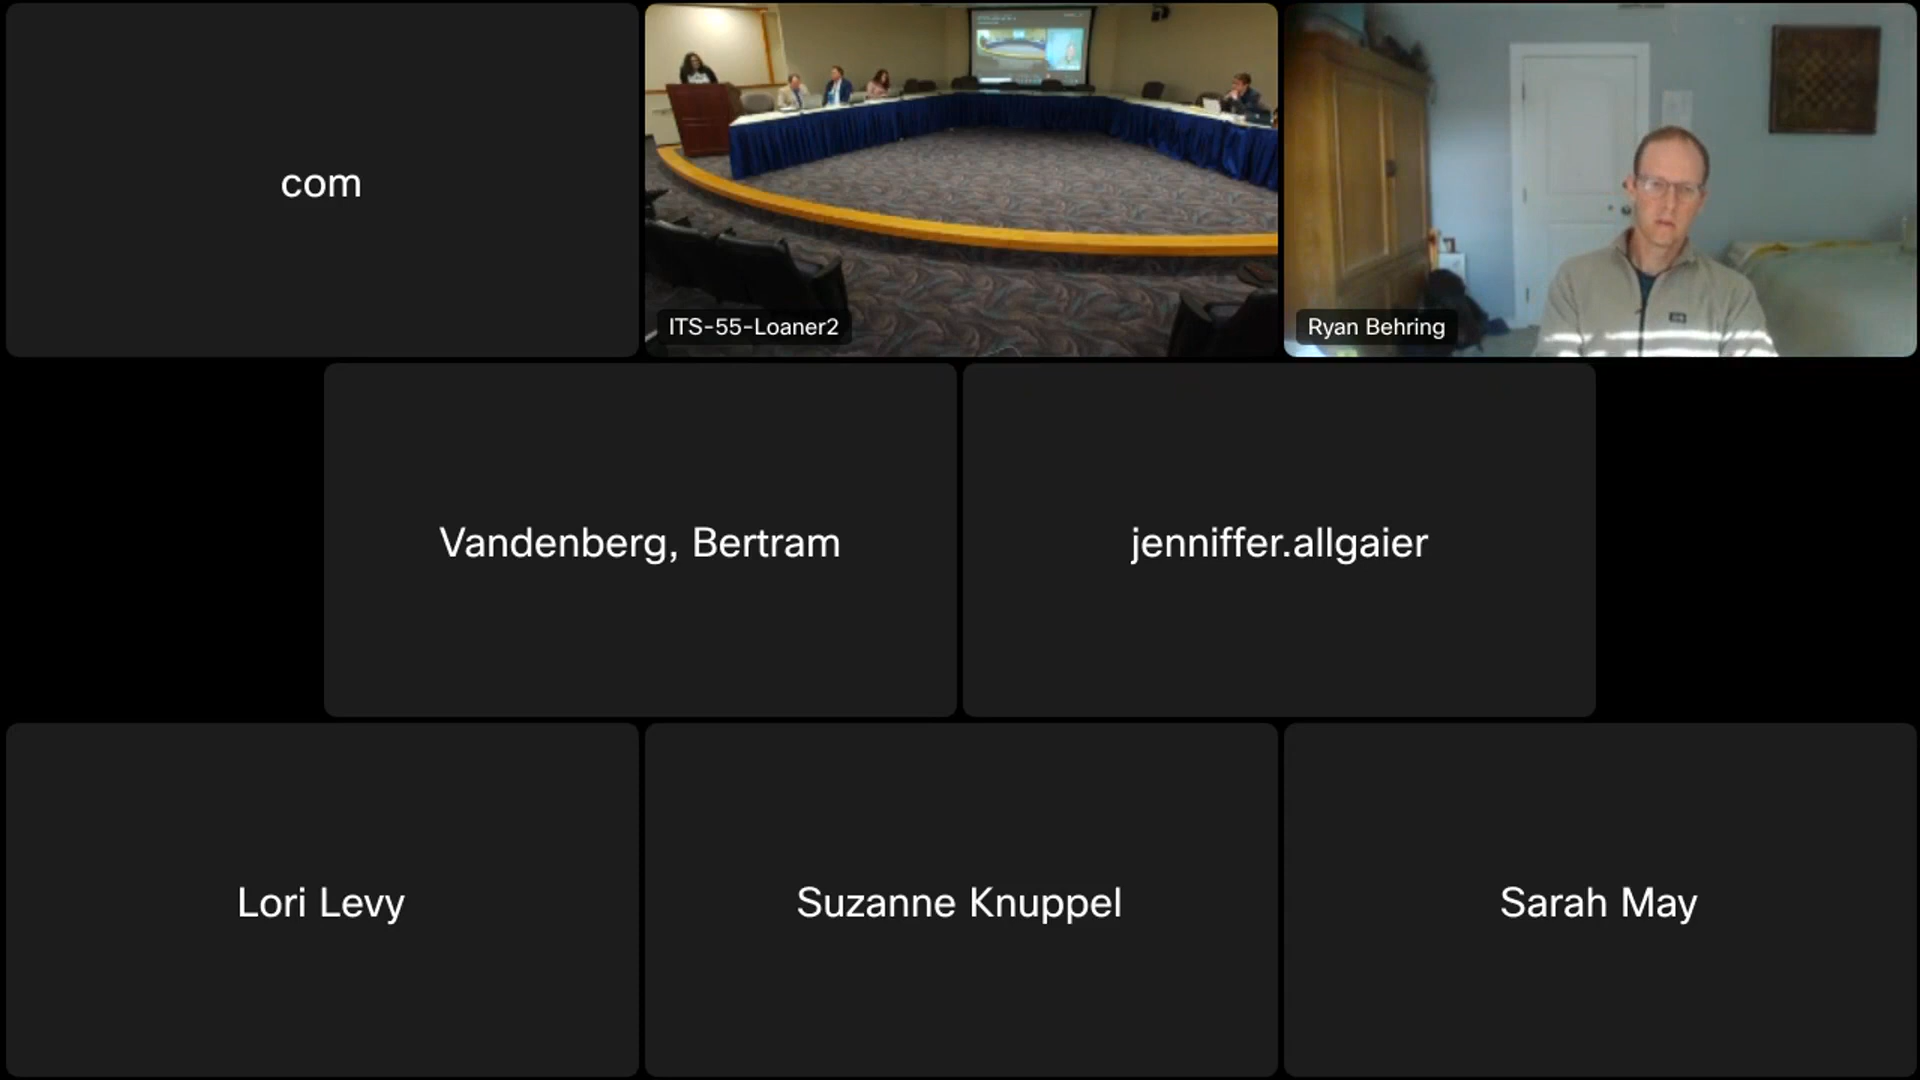 com
ITS-55-Loaner2
Ryan Behring
Vandenberg, Bertram
jenniffer.allgaier
Lori Levy
Suzanne Knuppel
Sarah May